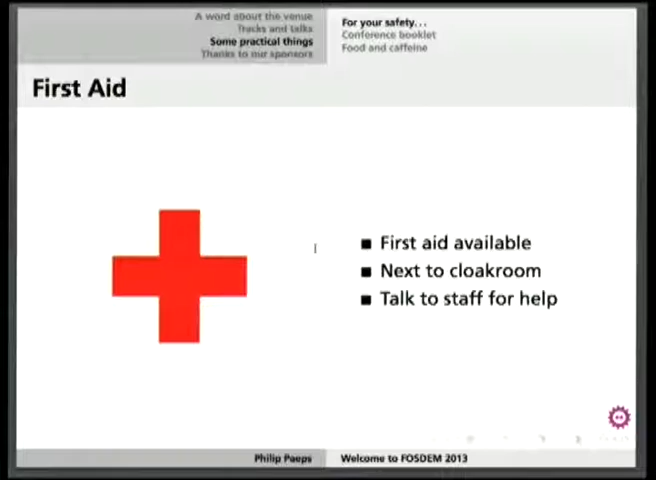 A word about the venue
Tracks and talks
Some practical things
Thanks to our sponsors
For your safety...
Conference booklet
Food and caffeine
First Aid
First aid available
Next to cloakroom
Talk to staff for help
Philip Paeps
Welcome to FOSDEM 2013